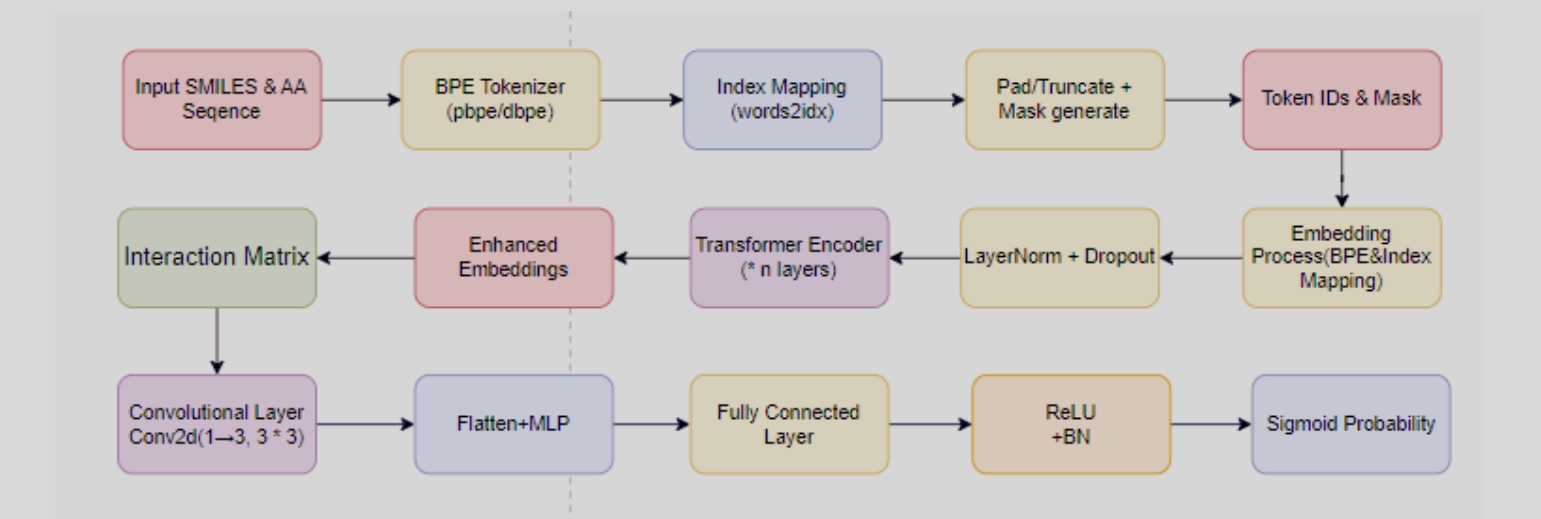 Input SMILES & AA
Seqence
BPE Tokenizer
(pbpe/dbpe)
Index Mapping
(words2idx)
Pad/Truncate +
Mask generate
Token IDs & Mask
Interaction Matrix
Enhanced
Embeddings
Transformer Encoder
(* n layers)
LayerNorm + Dropout
Embedding
Process(BPE&Index
Mapping)
Convolutional Layer
Conv2d(1→3, 3 * 3)
Flatten+MLP
Fully Connected
Layer
ReLU
+BN
Sigmoid Probability